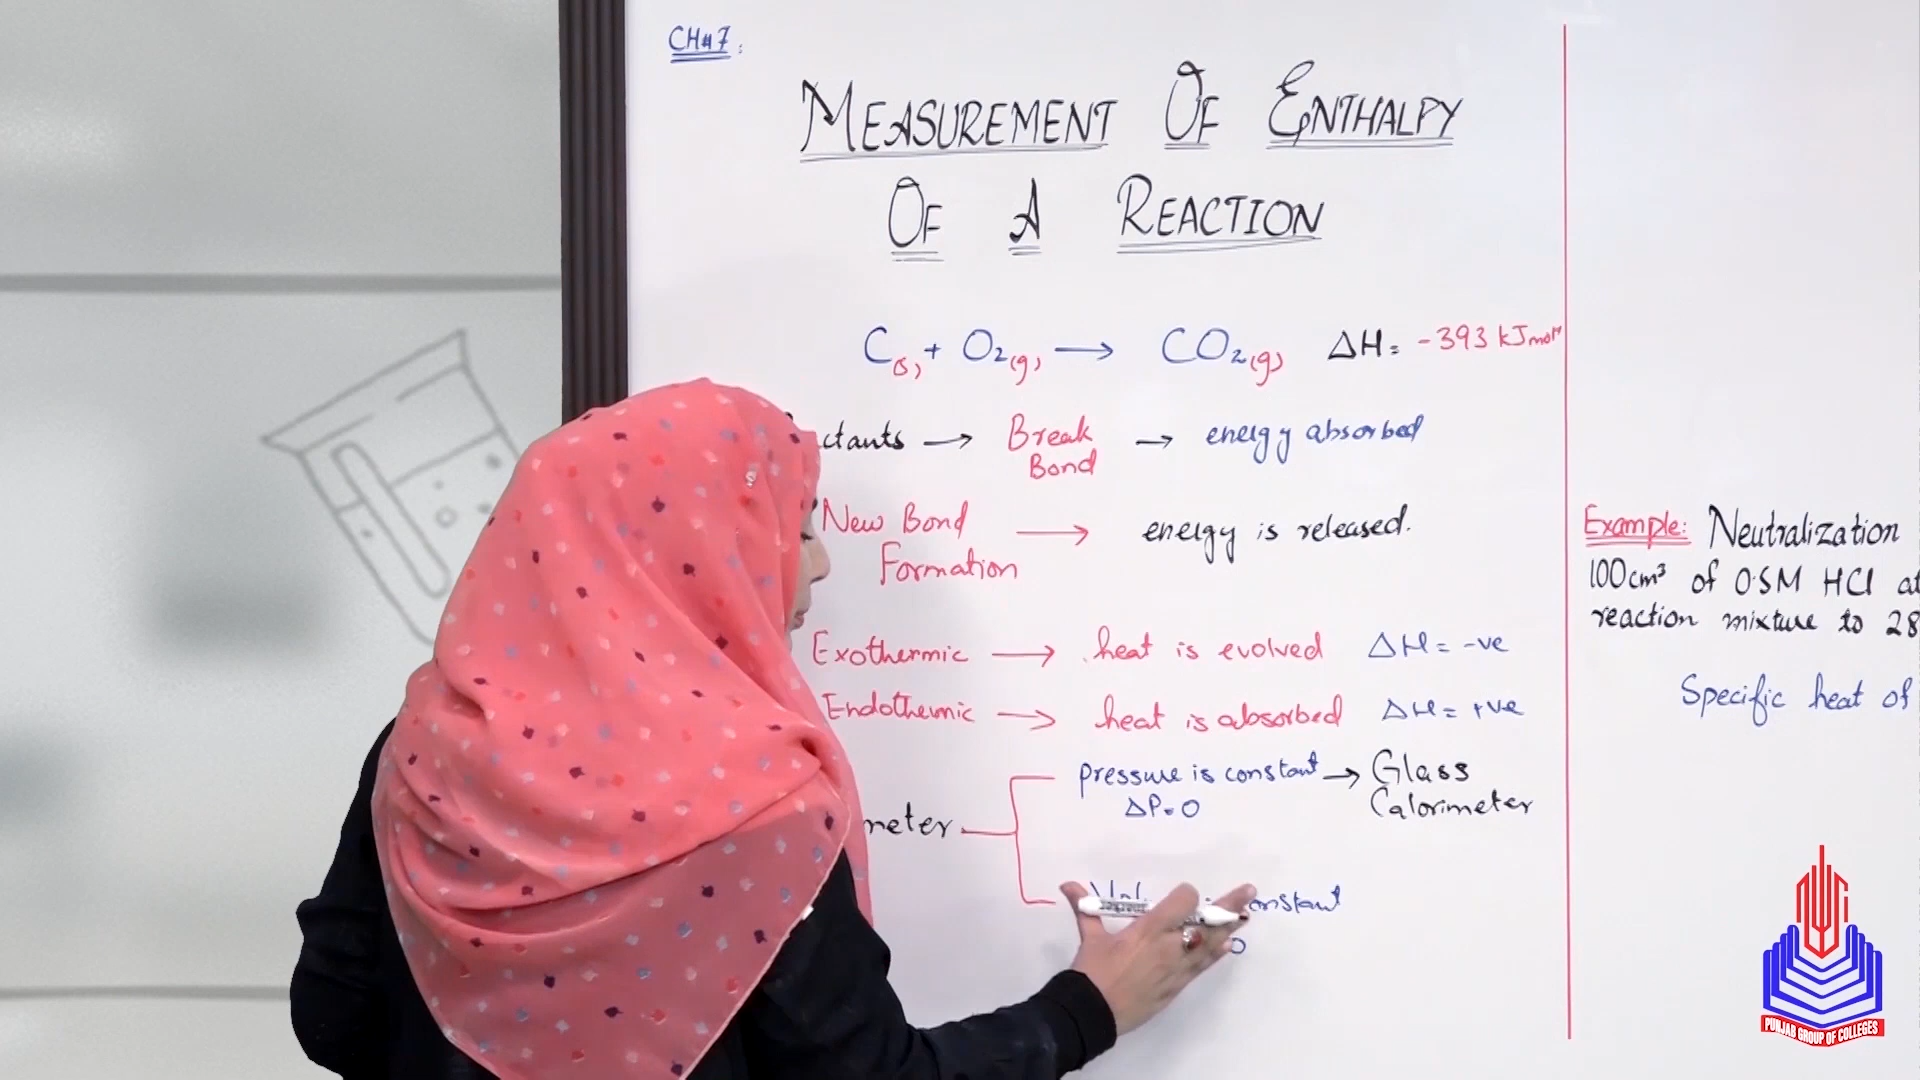 CH#7:
MEASUREMENT OF ENTHALPY
OF A REACTION
C(s) + O₂(g) → CO₂(g) ΔH = -393 kJmol⁻¹
ctants → Break Bond → energy absorbed
New Bond Formation → energy is released.
Exothermic → heat is evolved ΔH = -ve
Endothermic → heat is absorbed ΔH = +ve
pressure is constant → Glass Calorimeter
ΔP = 0
meter
constant
0
Example: Neutralization
100cm³ of 0.5M HCl at
reaction mixture to 28
Specific heat of
PUNJAB GROUP OF COLLEGES